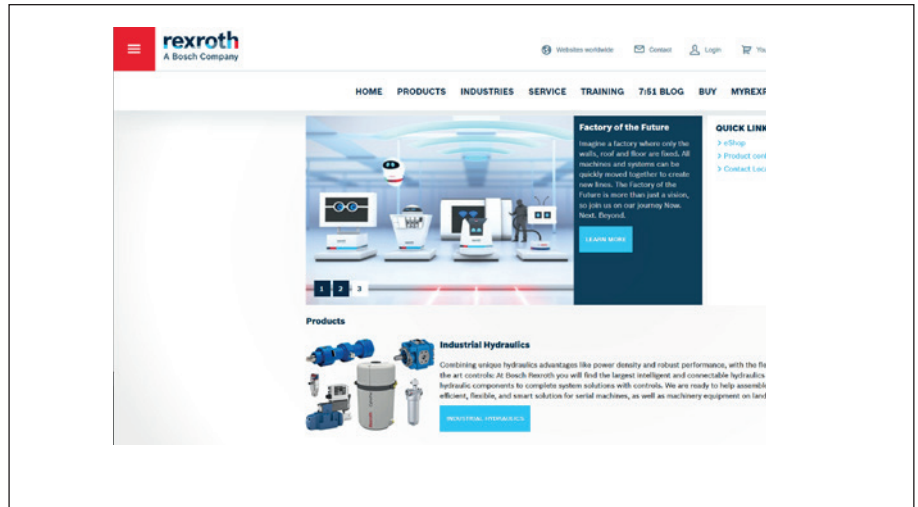 rexroth
A Bosch Company
Websites worldwide Contact Login
HOME PRODUCTS INDUSTRIES SERVICE TRAINING 7:51 BLOG BUY MYREXR
Factory of the Future
Imagine a factory where only the
walls, roof and floor are fixed. All
machines and systems can be
quickly moved together to create
new lines. The Factory of the
Future is more than just a vision,
so join us on our journey Now.
Next. Beyond.
LEARN MORE
QUICK LINK
> eShop
> Product
> Contact
1 2 3
Products
Industrial Hydraulics
Combining unique hydraulics advantages like power density and robust performance, with the
the art controls: At Bosch Rexroth you will find the largest intelligent and connectable hydraulics
hydraulic components to complete system solutions with controls. We are ready to help
efficient, flexible, and smart solution for serial machines, as well as machinery equipment on land
INDUSTRIAL HYDRAULICS